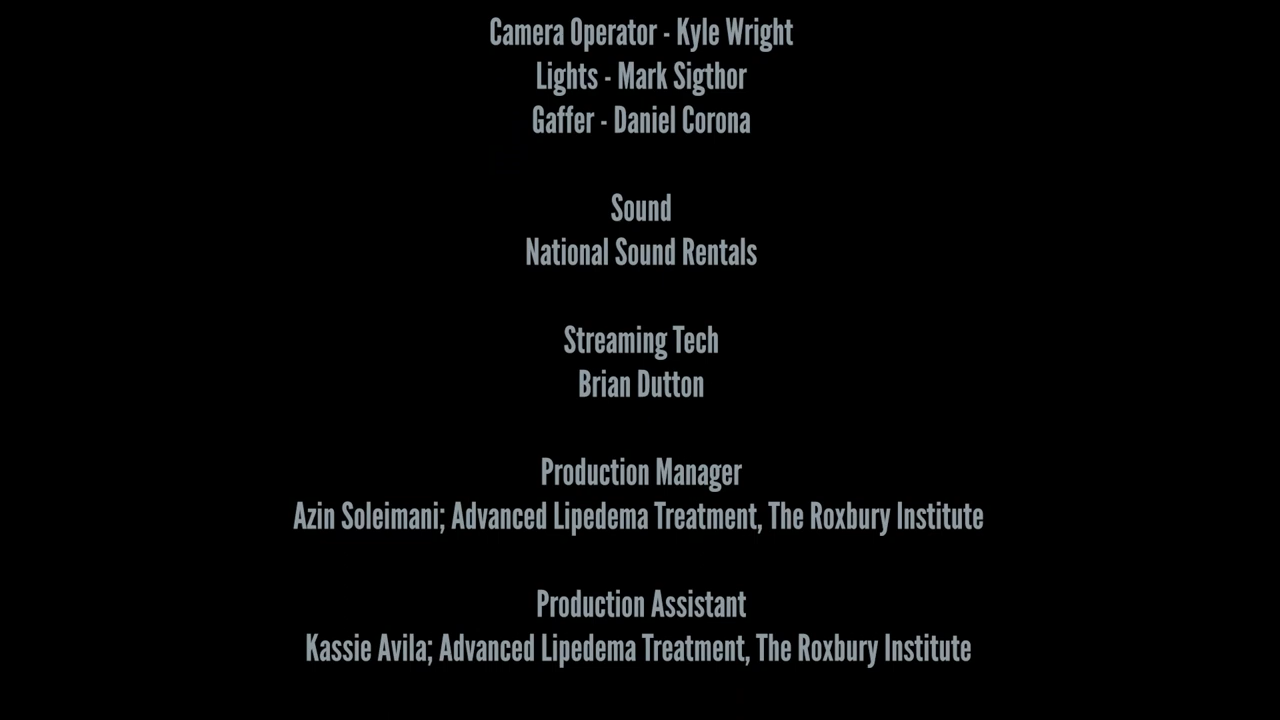 Camera Operator - Kyle Wright
Lights - Mark Sigthor
Gaffer - Daniel Corona
Sound
National Sound Rentals
Streaming Tech
Brian Dutton
Production Manager
Azin Soleimani; Advanced Lipedema Treatment, The Roxbury Institute
Production Assistant
Kassie Avila; Advanced Lipedema Treatment, The Roxbury Institute